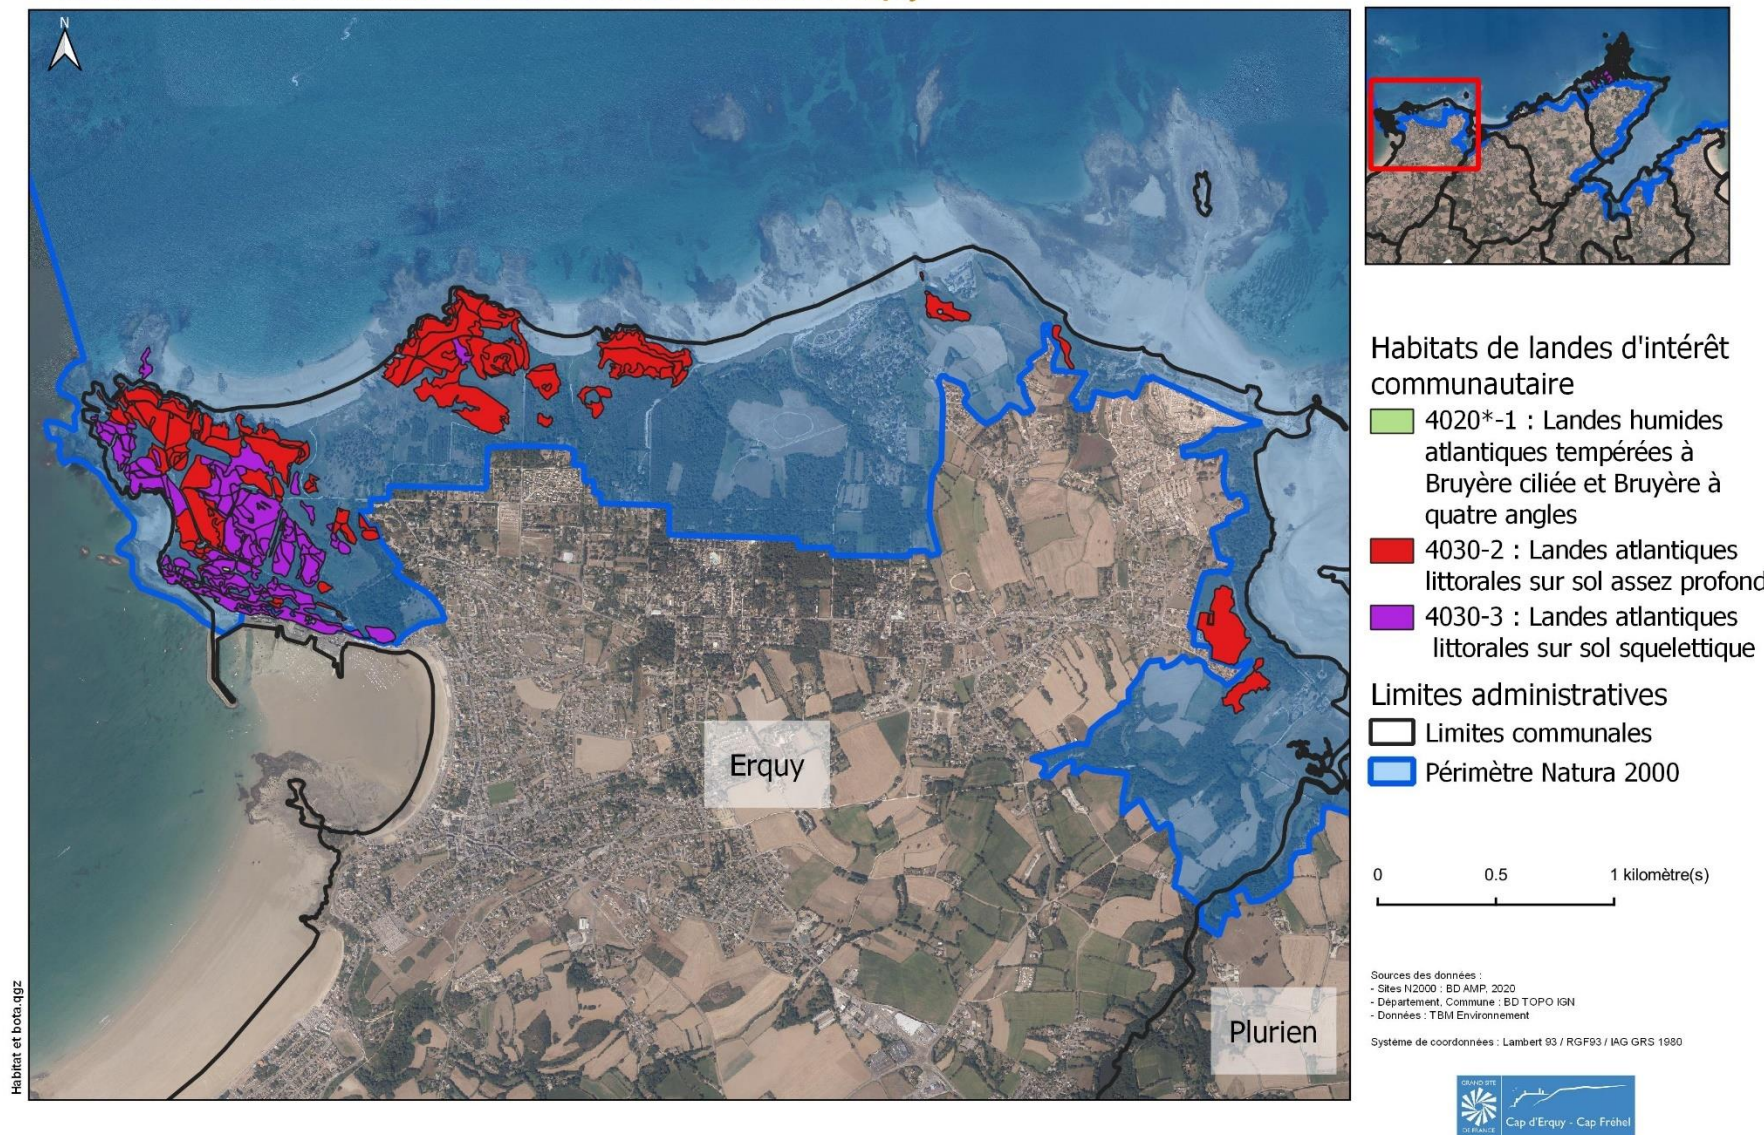 N
Habitats de landes d'intérêt
communautaire
4020*-1 : Landes humides
atlantiques tempérées à
Bruyère ciliée et Bruyère à
quatre angles
4030-2 : Landes atlantiques
littorales sur sol assez profond
4030-3 : Landes atlantiques
littorales sur sol squelettique
Limites administratives
Limites communales
Périmètre Natura 2000
0 0.5 1 kilomètre(s)
Erquy
Plurien
Sources des données :
- Sites N2000 : BD AMP, 2020
- Département, Commune : BD TOPO IGN
- Données : TBM Environnement
Système de coordonnées : Lambert 93 / RGF93 / IAG GRS 1980
Habitat et bota.qgz
GRAND SITE
DE FRANCE
Cap d'Erquy - Cap Fréhel